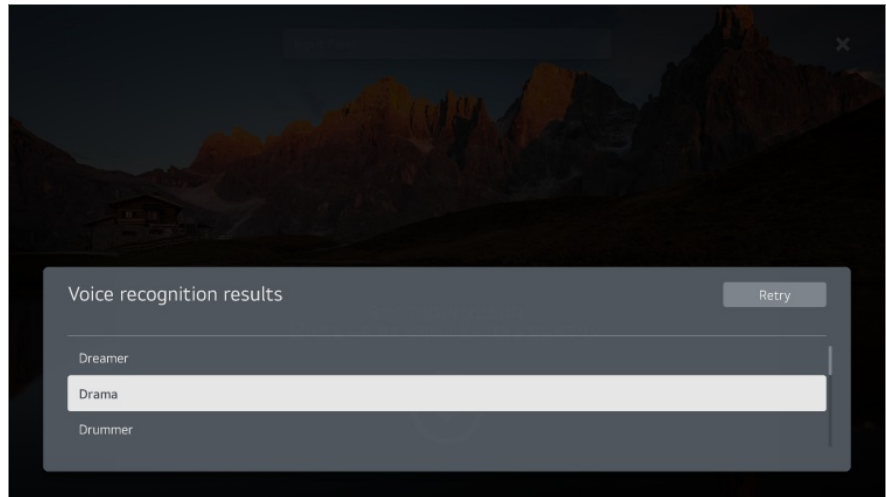 Voice recognition results
Retry
Dreamer
Drama
Drummer